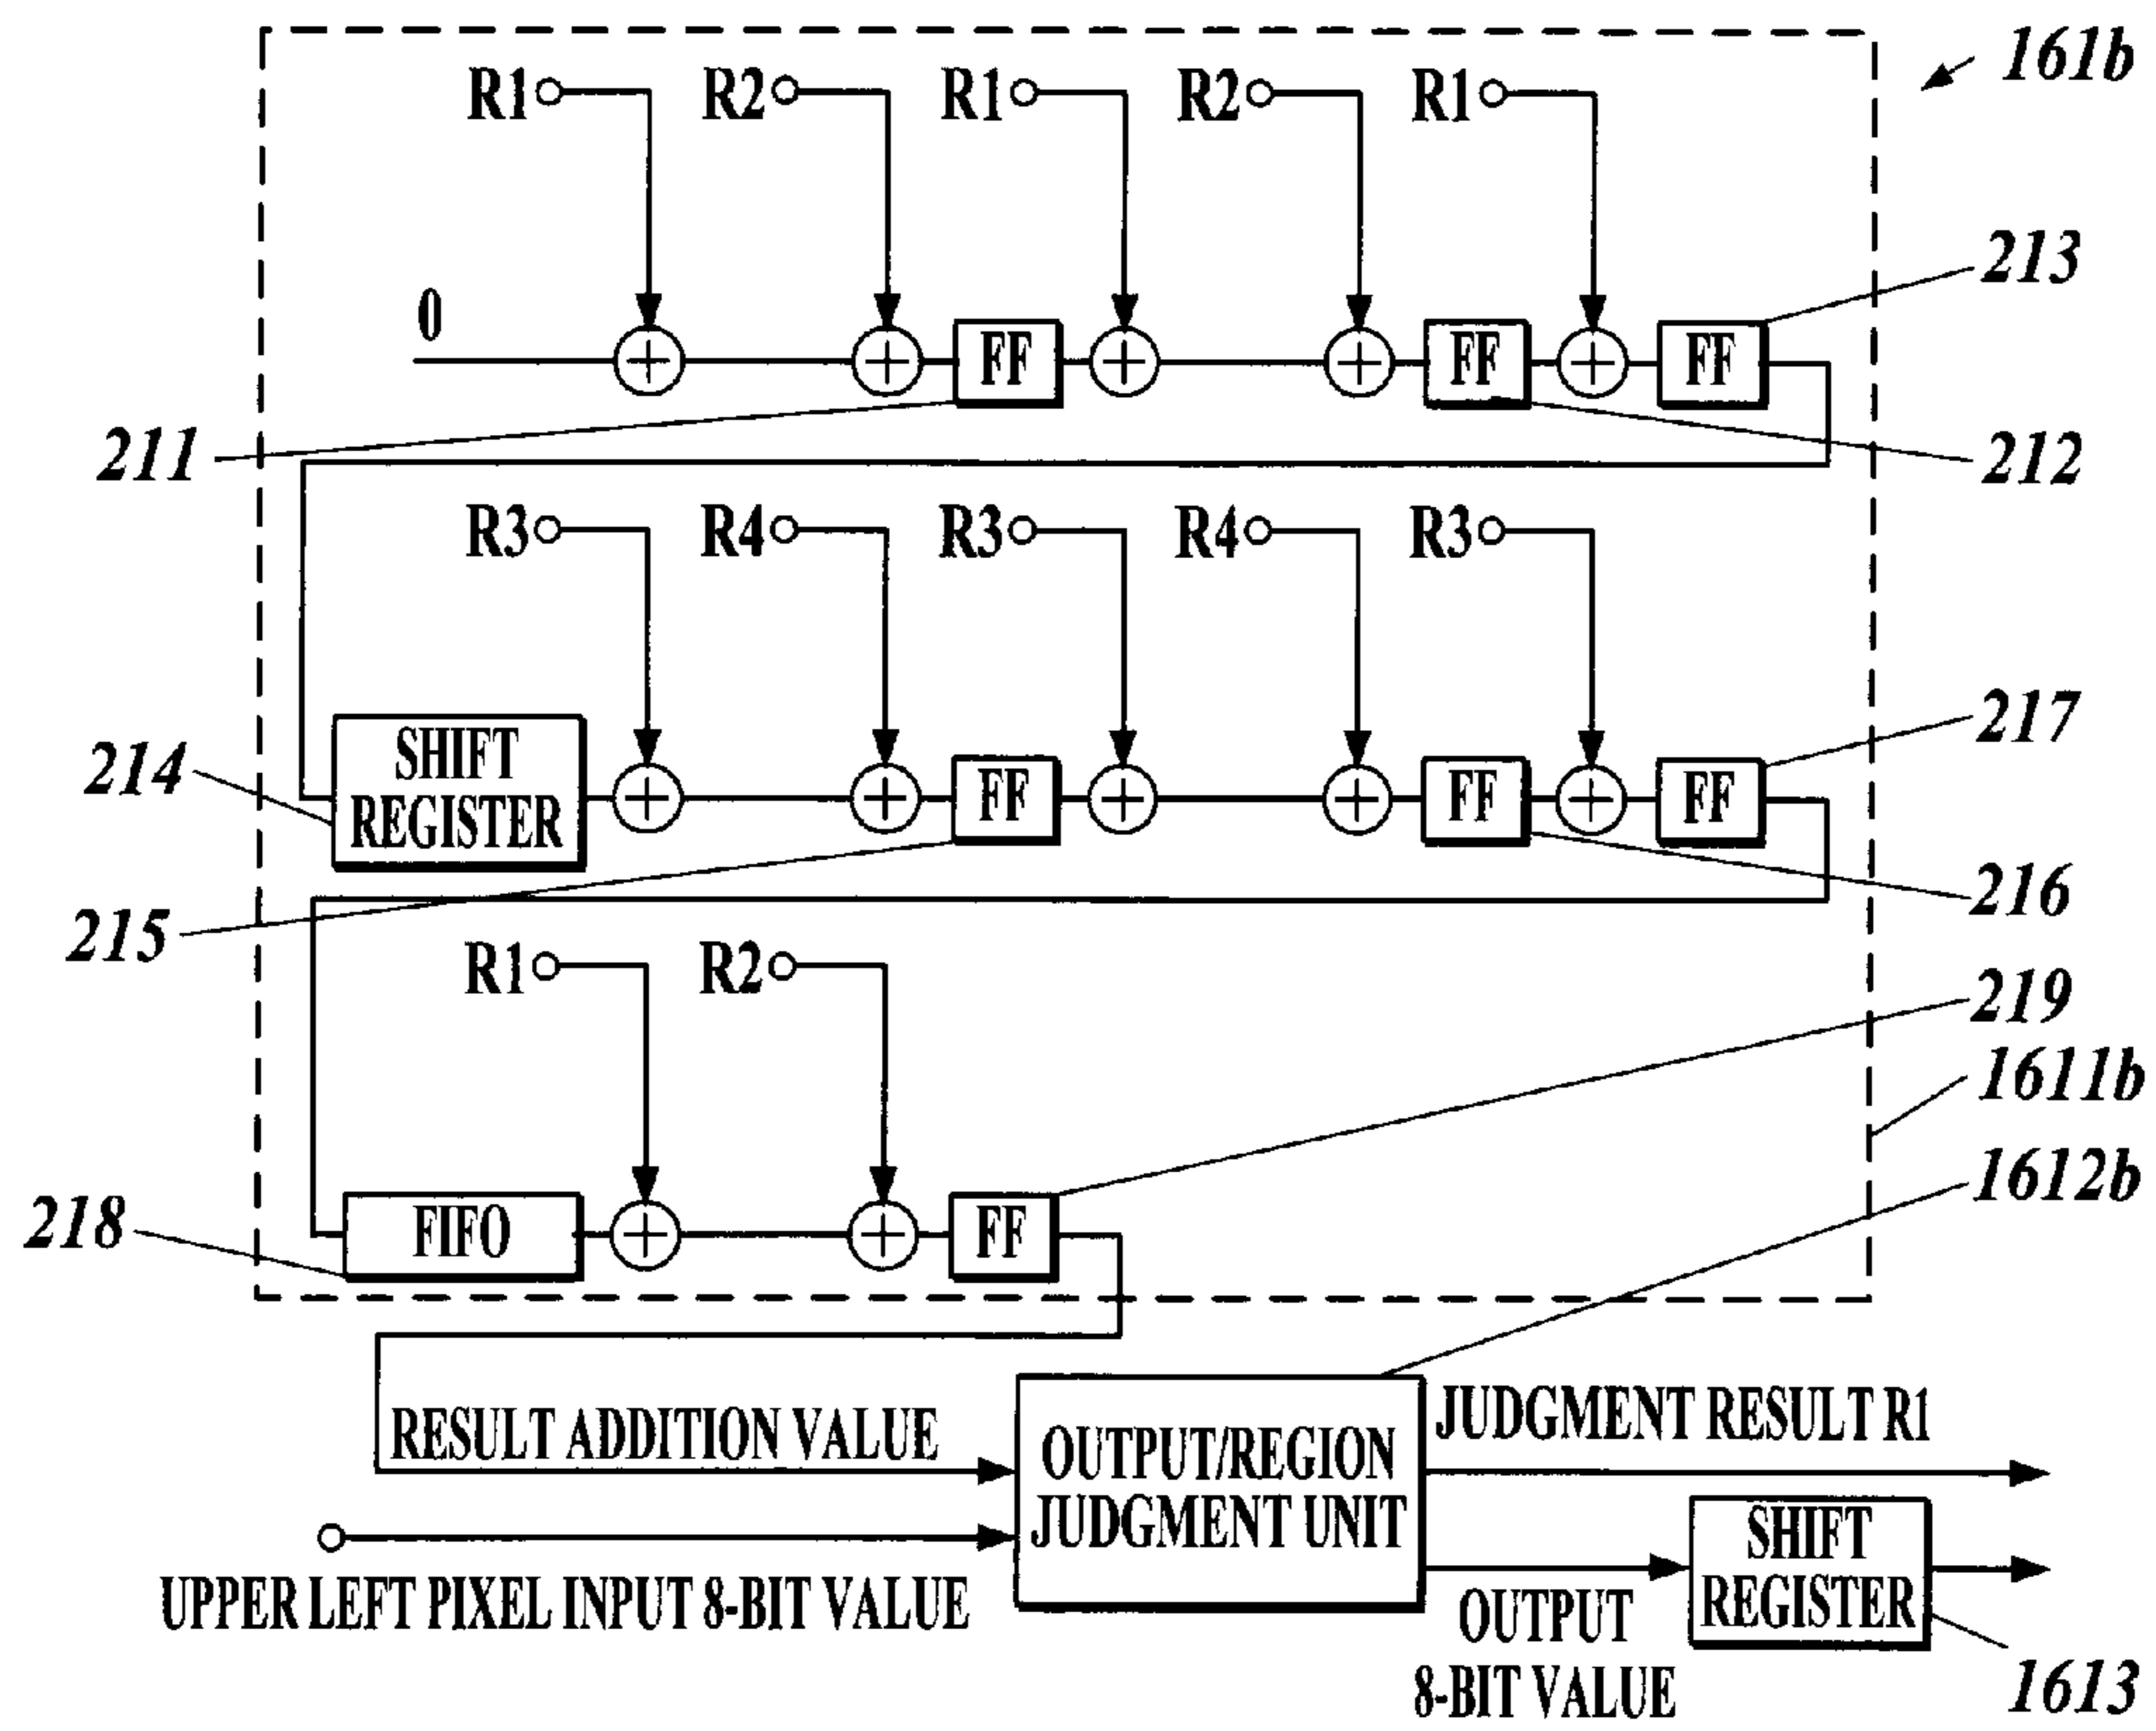 161b
R1 R2 R1 R2 R1
213
0
+ + FF + + FF + FF
211
212
R3 R4 R3 R4 R3
217
214
SHIFT
REGISTER
+ + FF + + FF + FF
215
216
R1 R2
219
1611b
1612b
218
FIFO + + FF
RESULT ADDITION VALUE
OUTPUT/REGION
JUDGMENT UNIT
JUDGMENT RESULT R1
UPPER LEFT PIXEL INPUT 8-BIT VALUE
OUTPUT
8-BIT VALUE
SHIFT
REGISTER
1613